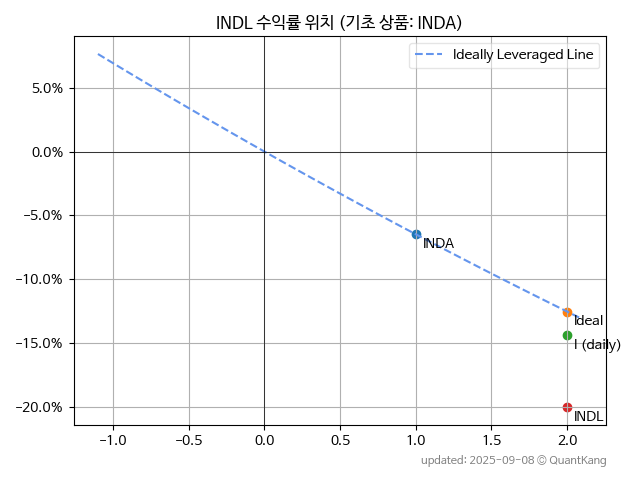 INDL 수익률 위치 (기초 상품: INDA)
Ideally Leveraged Line
5.0%
0.0%
−5.0%
−10.0%
−15.0%
−20.0%
INDA
Ideal
I (daily)
INDL
−1.0
−0.5
0.0
0.5
1.0
1.5
2.0
updated: 2025-09-08 © QuantKang